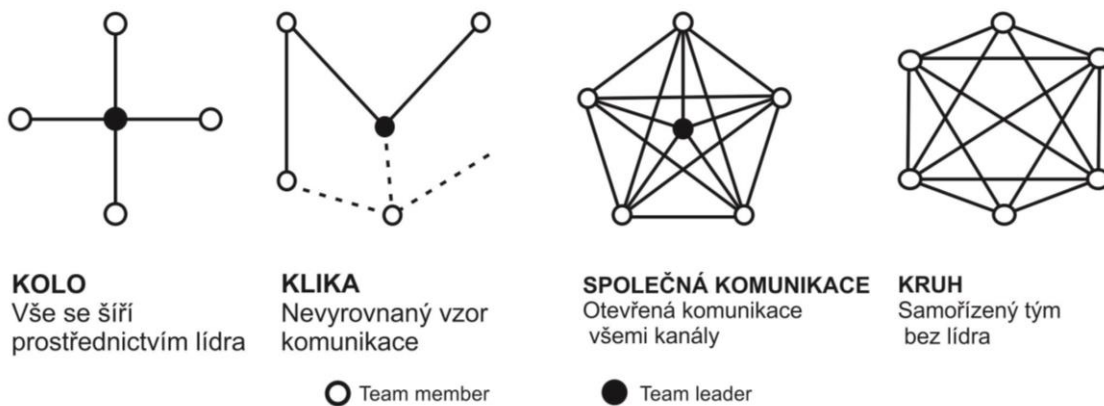 KOLO
Vše se šíří
prostřednictvím lídra
KLIKA
Nevyrovnaný vzor
komunikace
SPOLEČNÁ KOMUNIKACE
Otevřená komunikace
všemi kanály
KRUH
Samořízený tým
bez lídra
Team member
Team leader